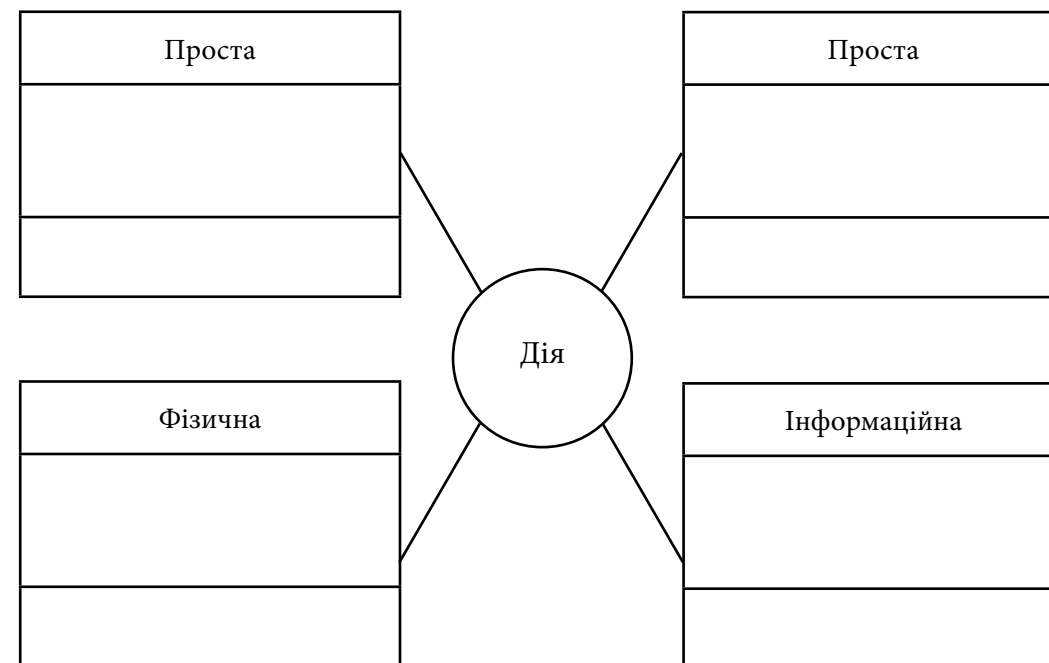 Проста
Проста
Дія
Фізична
Інформаційна